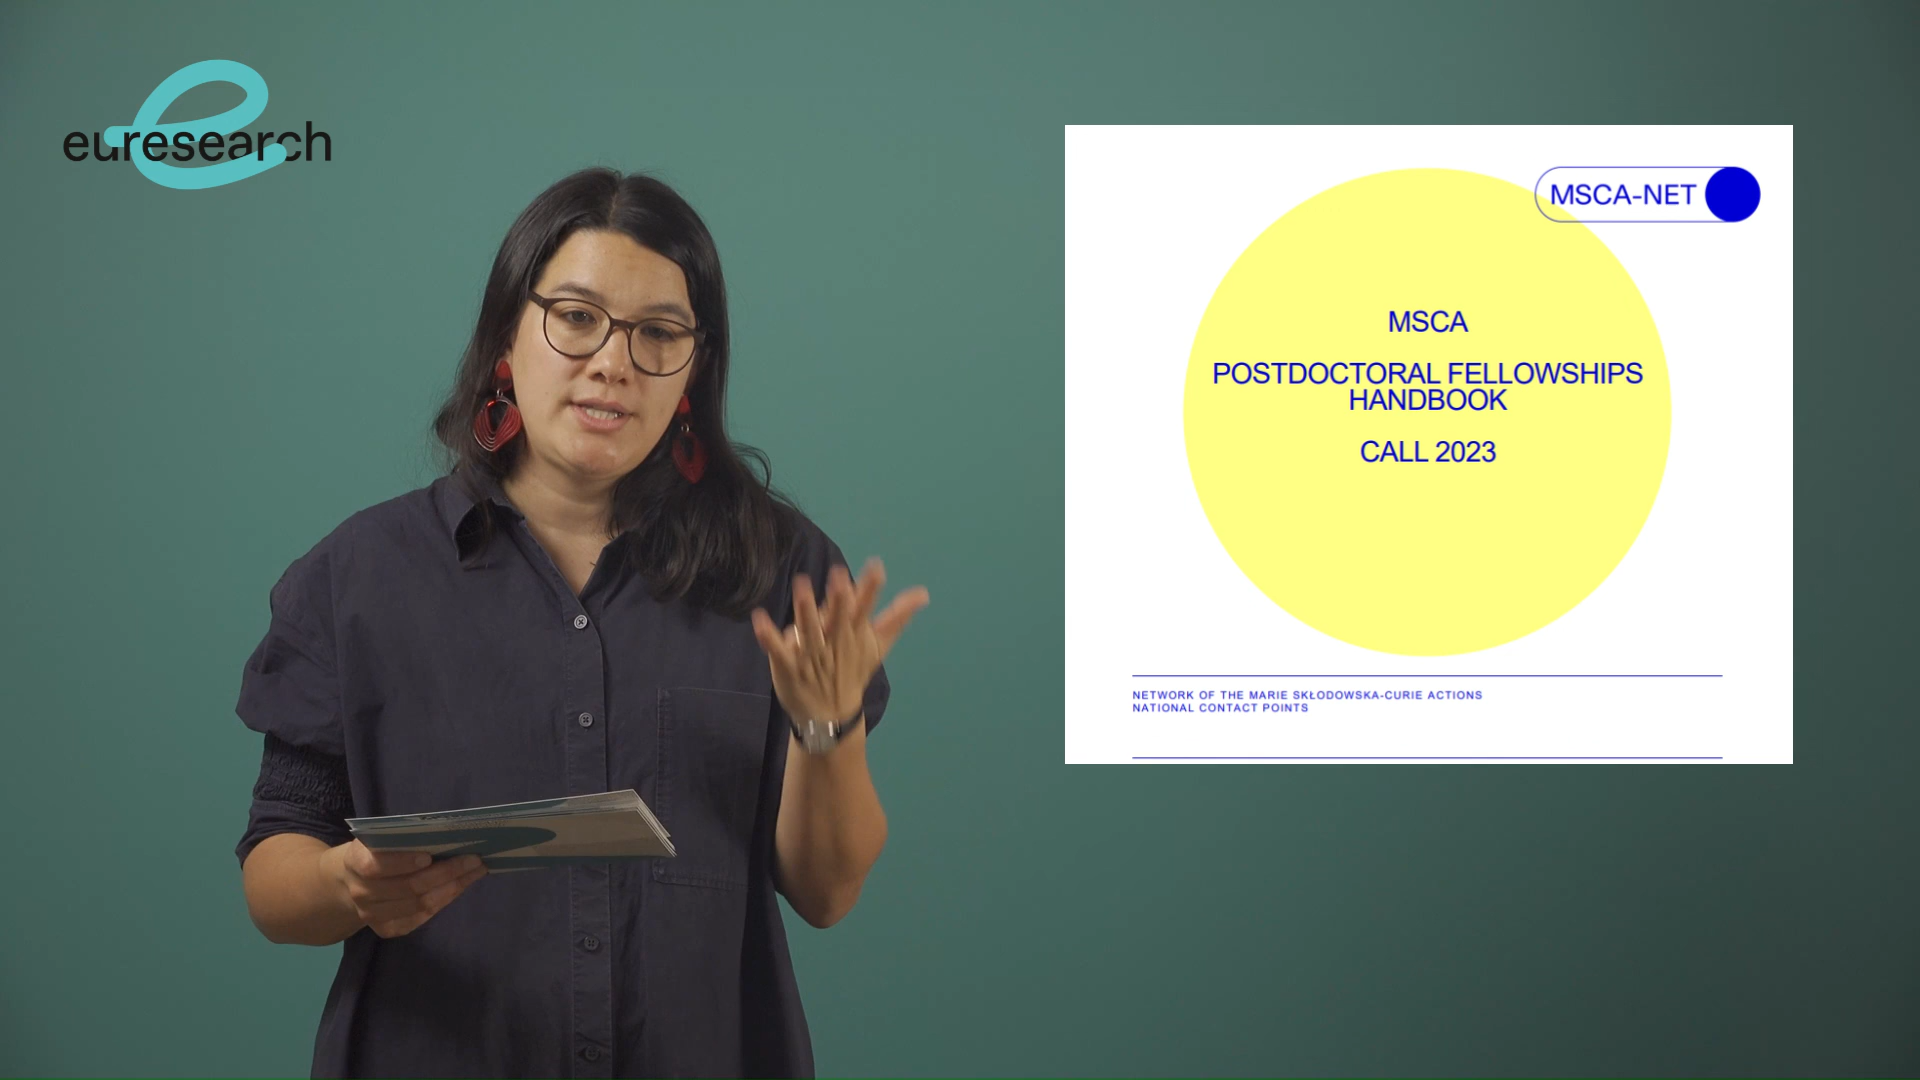 euresearch
MSCA-NET
MSCA
POSTDOCTORAL FELLOWSHIPS
HANDBOOK
CALL 2023
NETWORK OF THE MARIE SKŁODOWSKA-CURIE ACTIONS
NATIONAL CONTACT POINTS